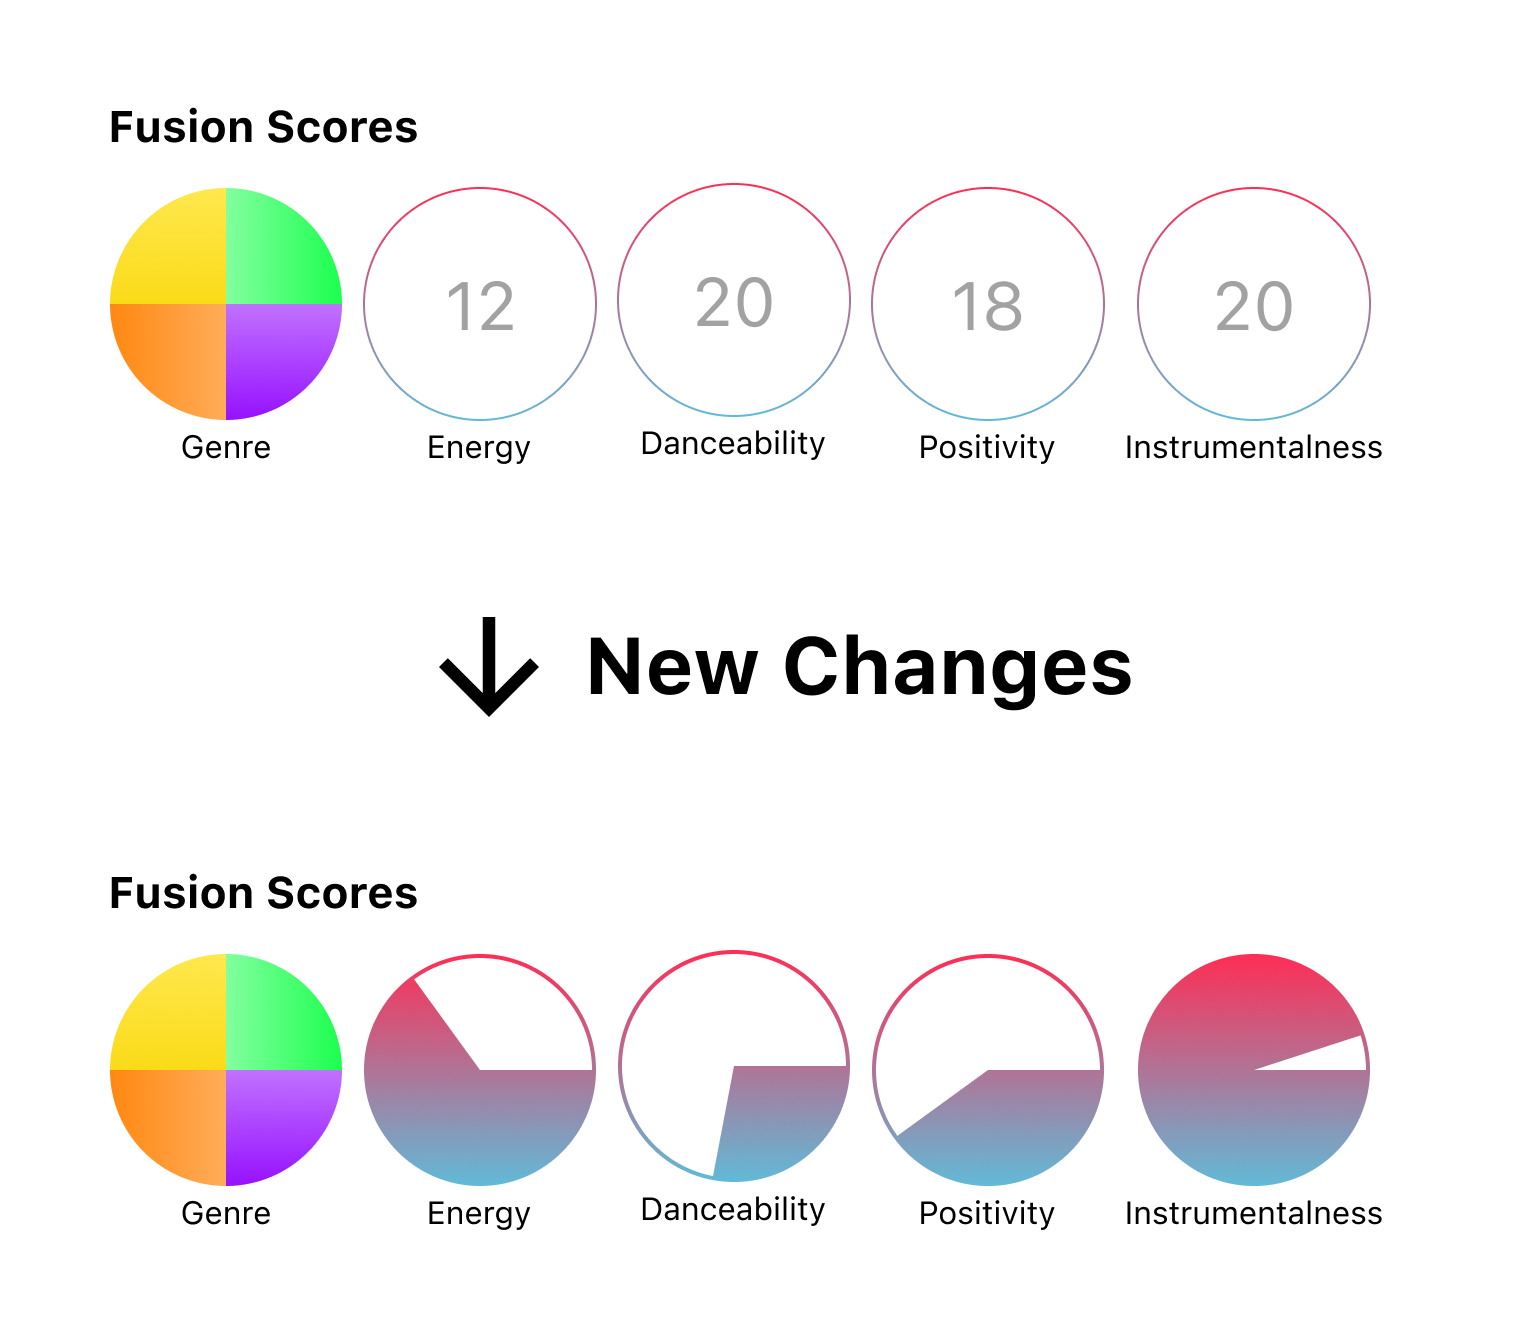 Fusion Scores
12 20 18 20
Genre Energy Danceability Positivity Instrumentalness
New Changes
Fusion Scores
Genre Energy Danceability Positivity Instrumentalness